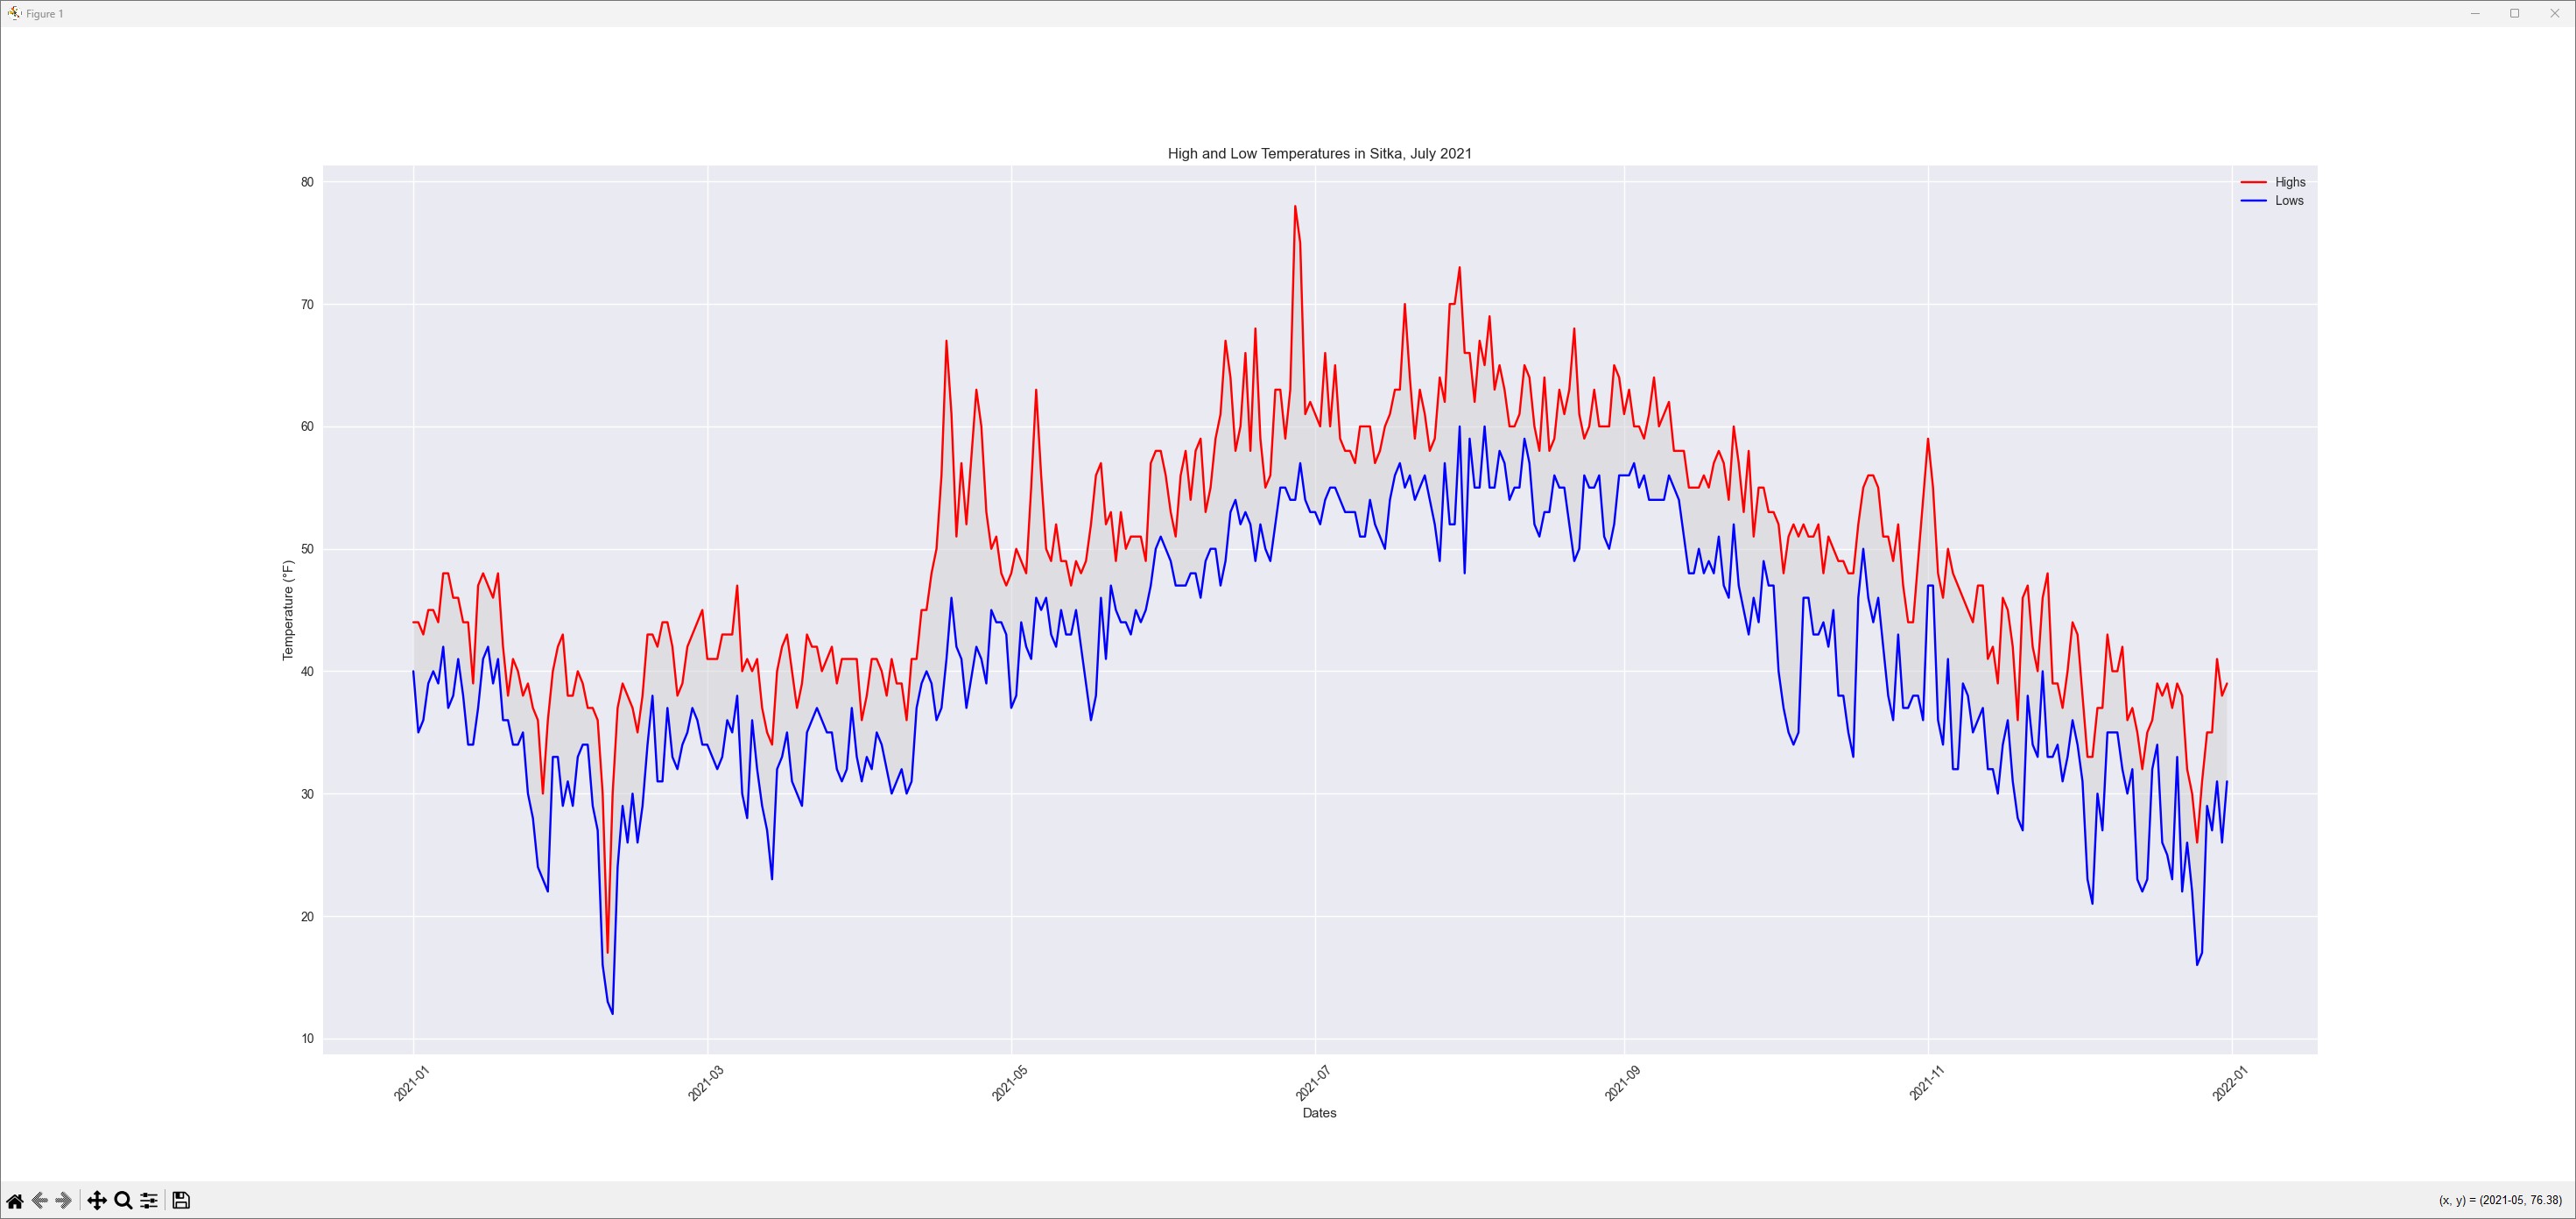 Figure 1
High and Low Temperatures in Sitka, July 2021
Highs
Lows
80
70
60
50
40
30
20
10
Temperature (°F)
2021-01
2021-03
2021-05
2021-07
2021-09
2021-11
2022-01
Dates
(x, y) = (2021-05, 76.38)